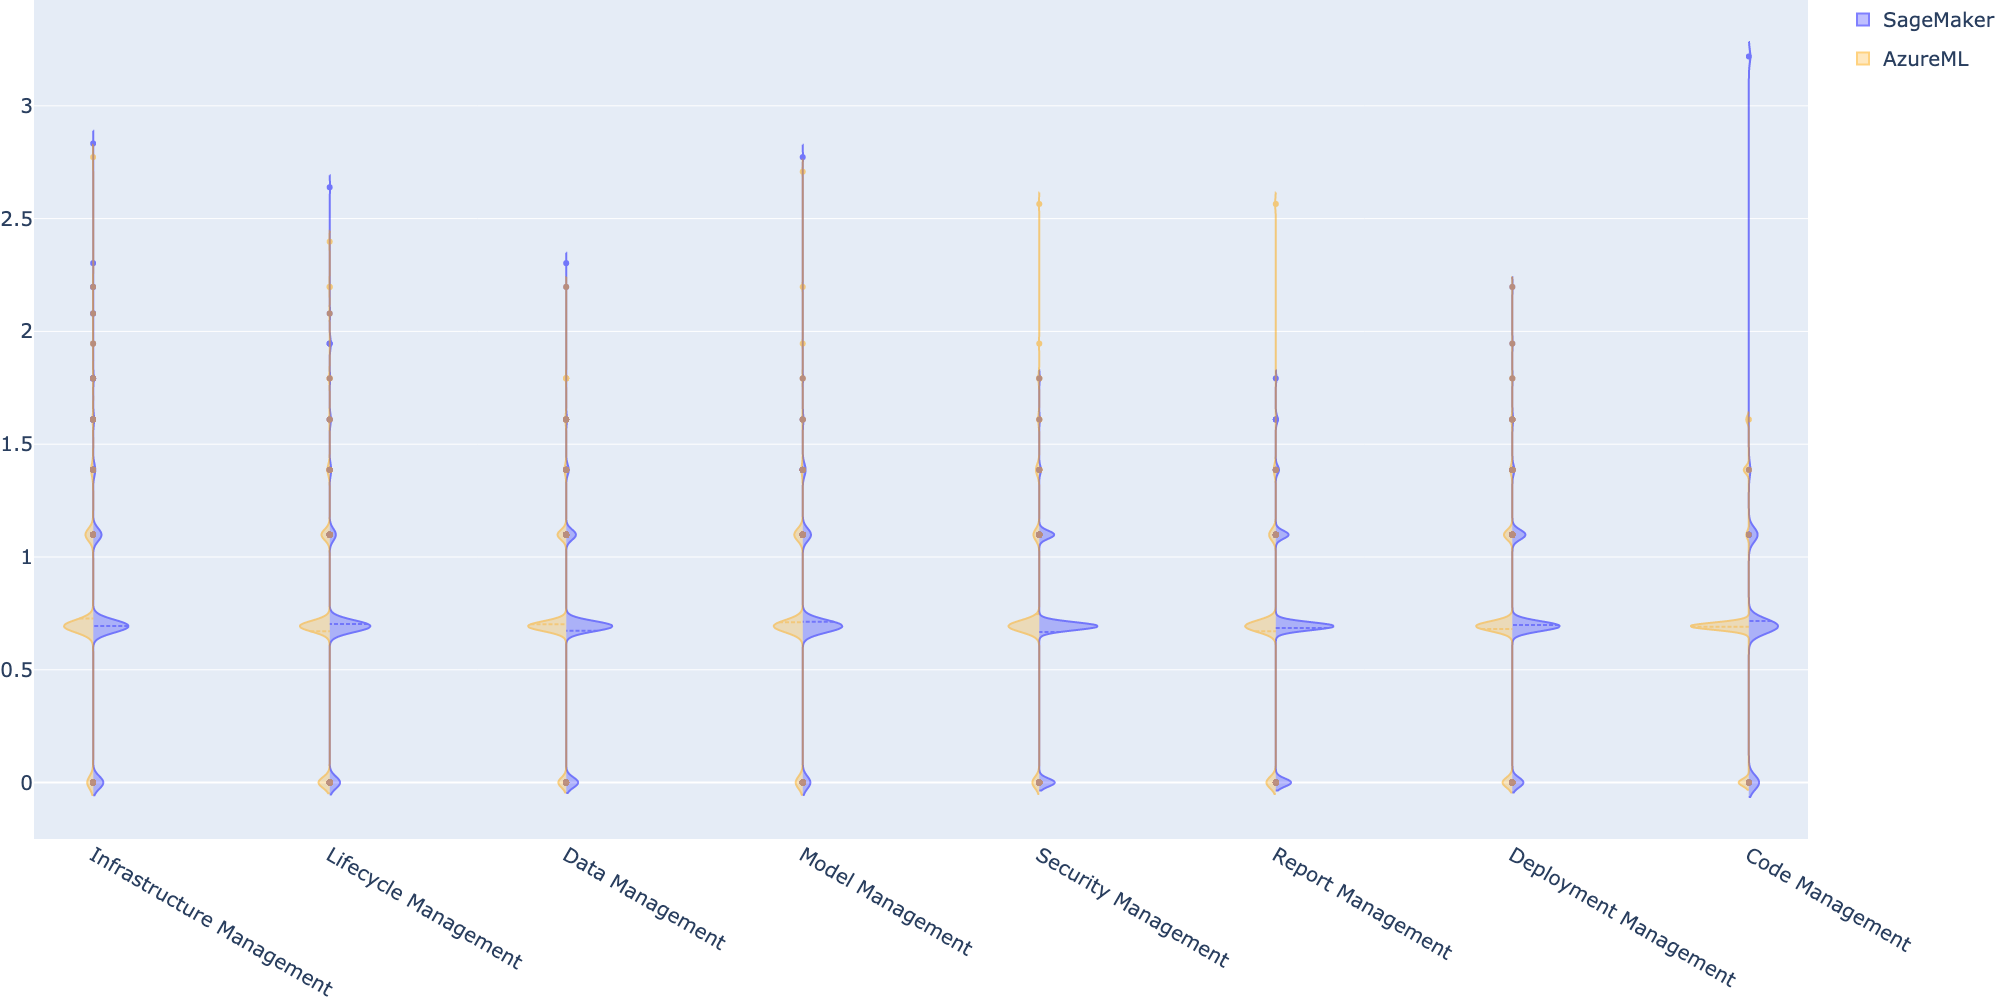 SageMaker
AzureML
3
2.5
2
1.5
1
0.5
0
Infrastructure Management
Lifecycle Management
Data Management
Model Management
Security Management
Report Management
Deployment Management
Code Management